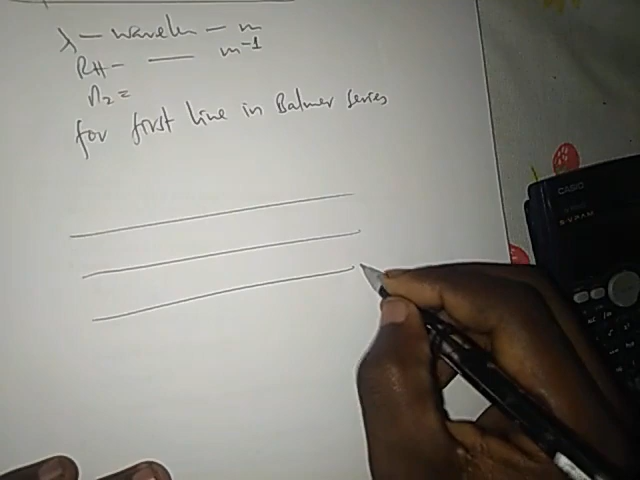 λ — wavele — m
RH — —— m⁻¹
n₂ =
for first line in Balmer series
CASIO